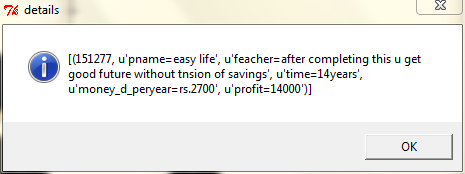 details
[(151277, u'pname=easy life', u'feacher=after completing this u get
good future without tnsion of savings', u'time=14years',
u'money_d_peryear=rs.2700', u'profit=14000')]
OK